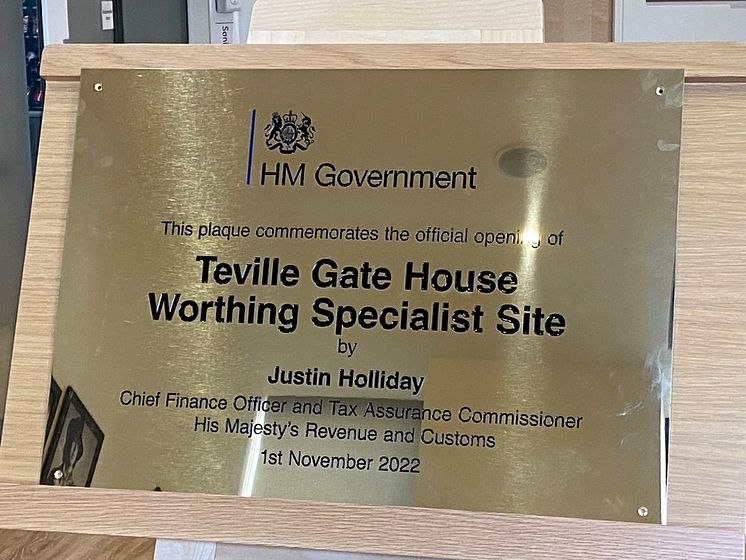 HM Government
This plaque commemorates the official opening of
Teville Gate House
Worthing Specialist Site
by
Justin Holliday
Chief Finance Officer and Tax Assurance Commissioner
His Majesty's Revenue and Customs
1st November 2022